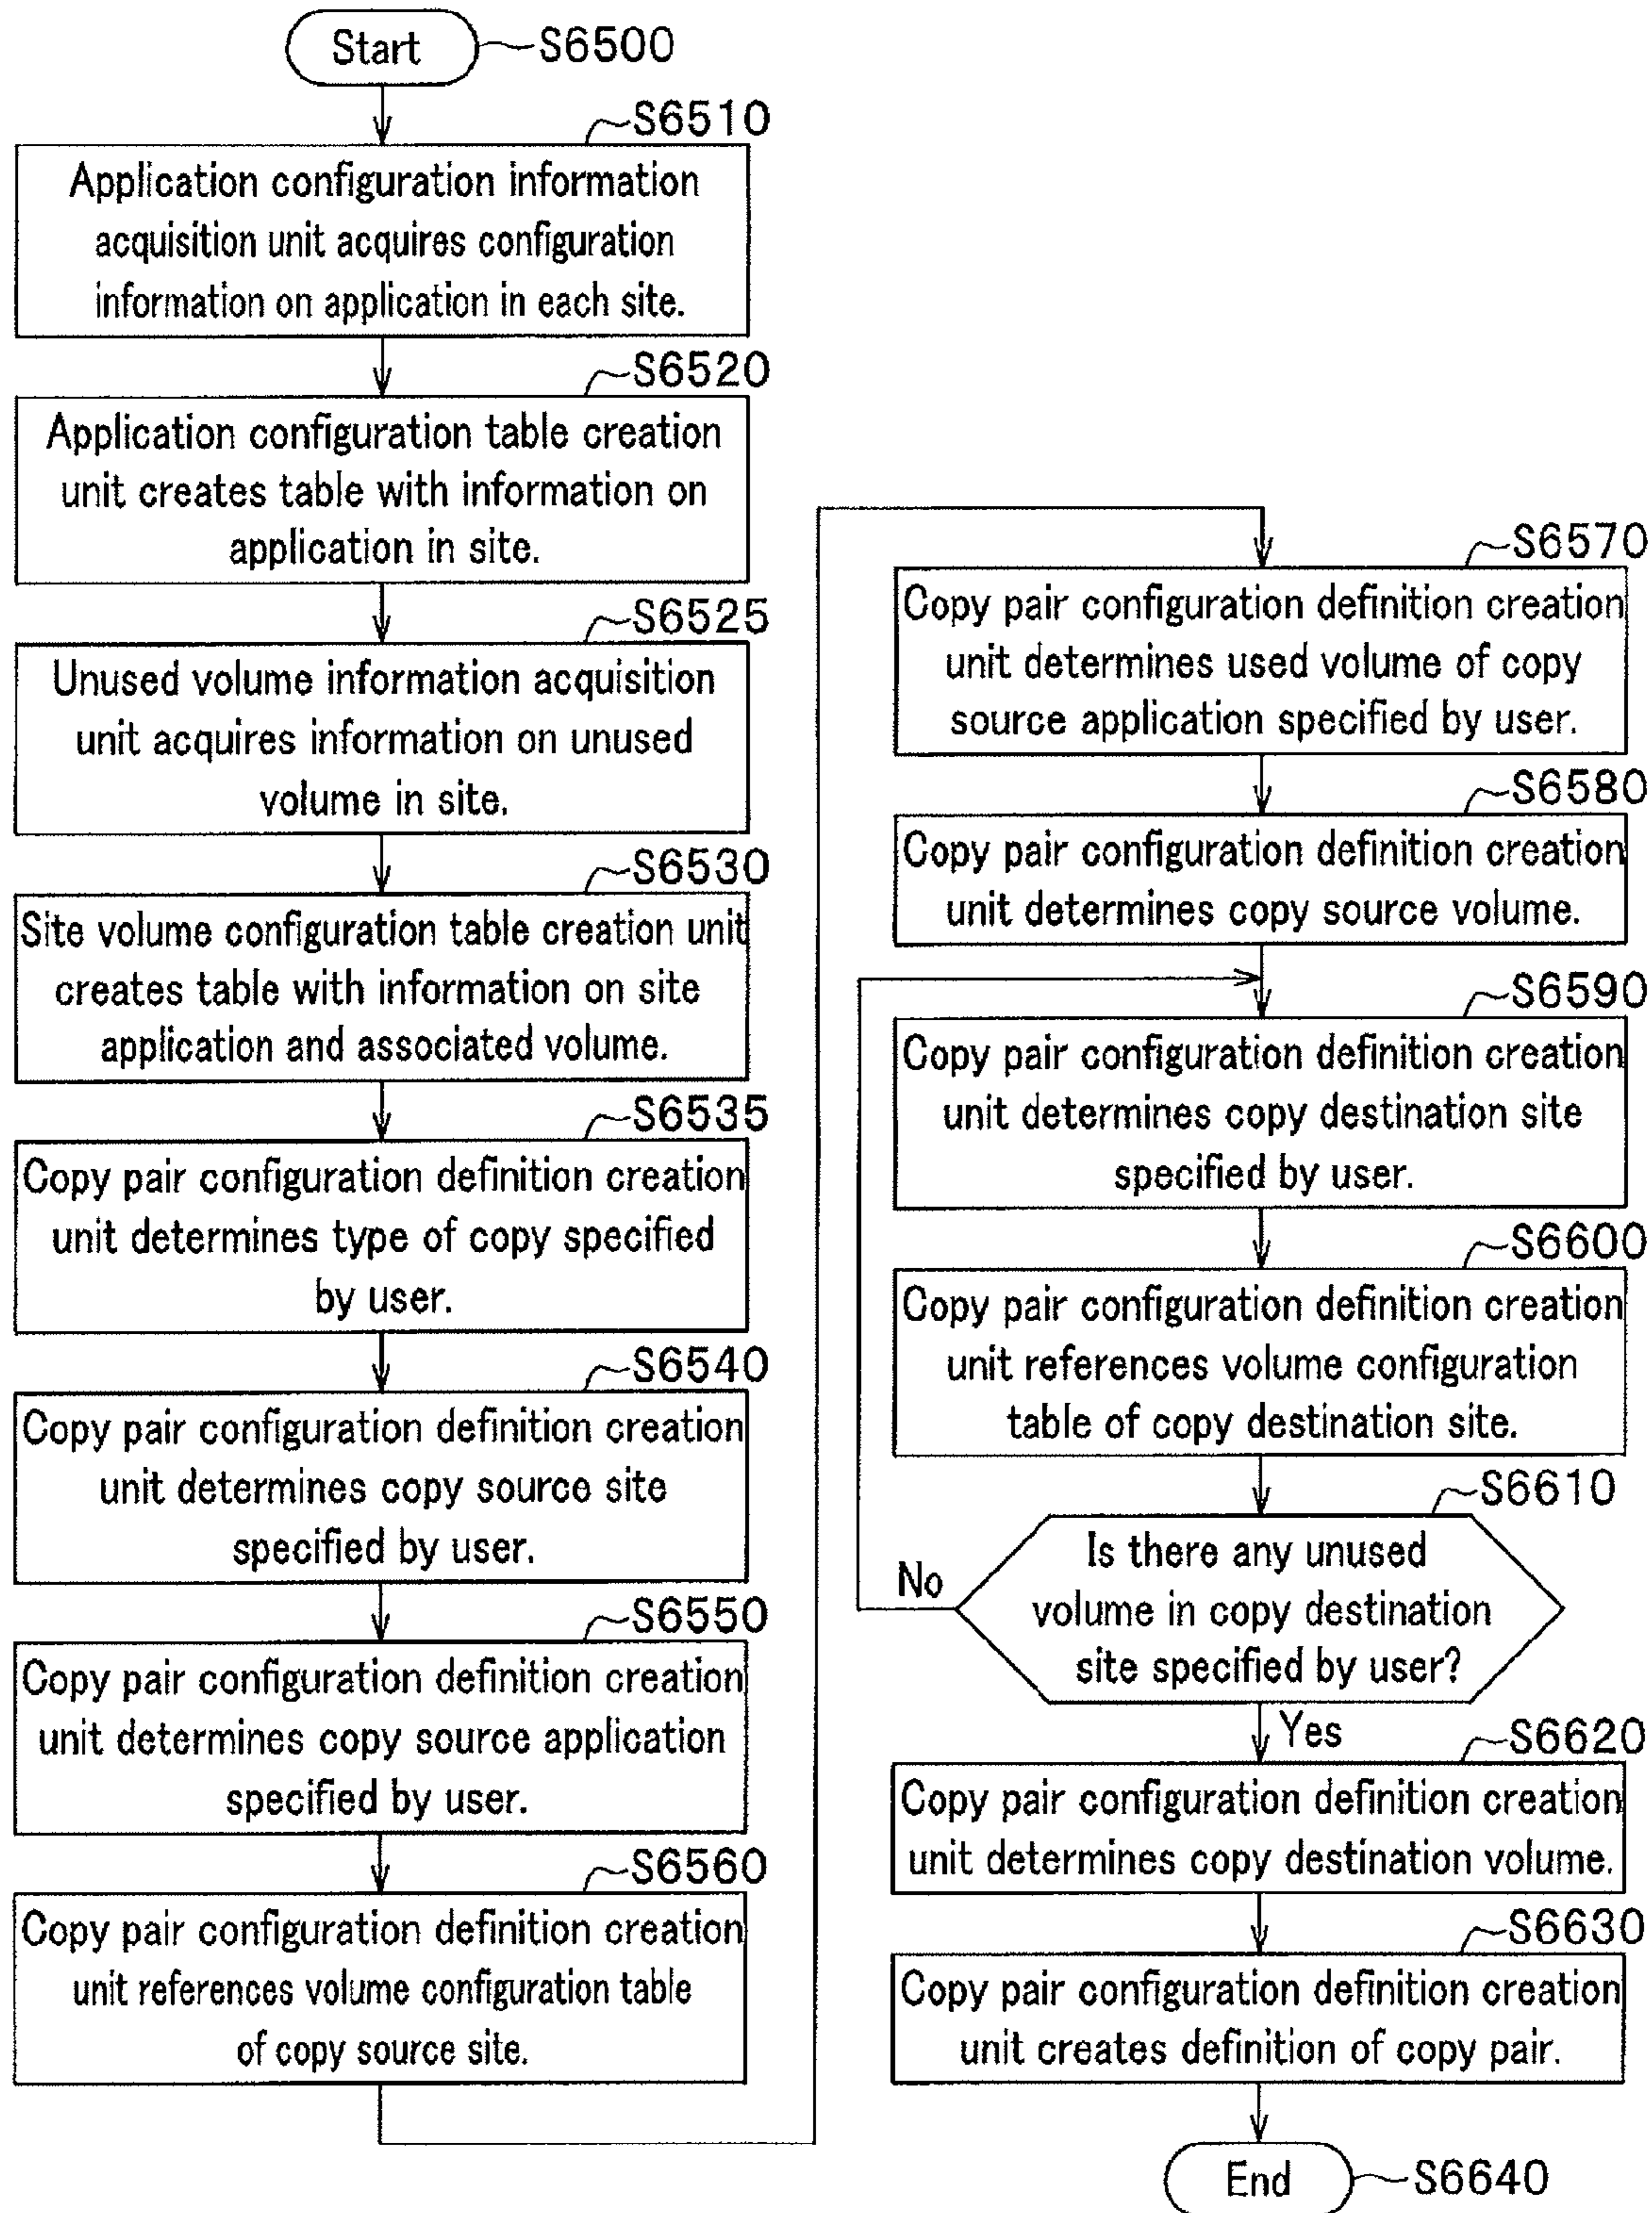 Start
S6500
S6510
Application configuration information
acquisition unit acquires configuration
information on application in each site.
S6520
Application configuration table creation
unit creates table with information on
application in site.
S6525
Unused volume information acquisition
unit acquires information on unused
volume in site.
S6530
Site volume configuration table creation unit
creates table with information on site
application and associated volume.
S6535
Copy pair configuration definition creation
unit determines type of copy specified
by user.
S6540
Copy pair configuration definition creation
unit determines copy source site
specified by user.
S6550
Copy pair configuration definition creation
unit determines copy source application
specified by user.
S6560
Copy pair configuration definition creation
unit references volume configuration table
of copy source site.
S6570
Copy pair configuration definition creation
unit determines used volume of copy
source application specified by user.
S6580
Copy pair configuration definition creation
unit determines copy source volume.
S6590
Copy pair configuration definition creation
unit determines copy destination site
specified by user.
S6600
Copy pair configuration definition creation
unit references volume configuration
table of copy destination site.
S6610
Is there any unused
volume in copy destination
site specified by user?
No
Yes
S6620
Copy pair configuration definition creation
unit determines copy destination volume.
S6630
Copy pair configuration definition creation
unit creates definition of copy pair.
End
S6640